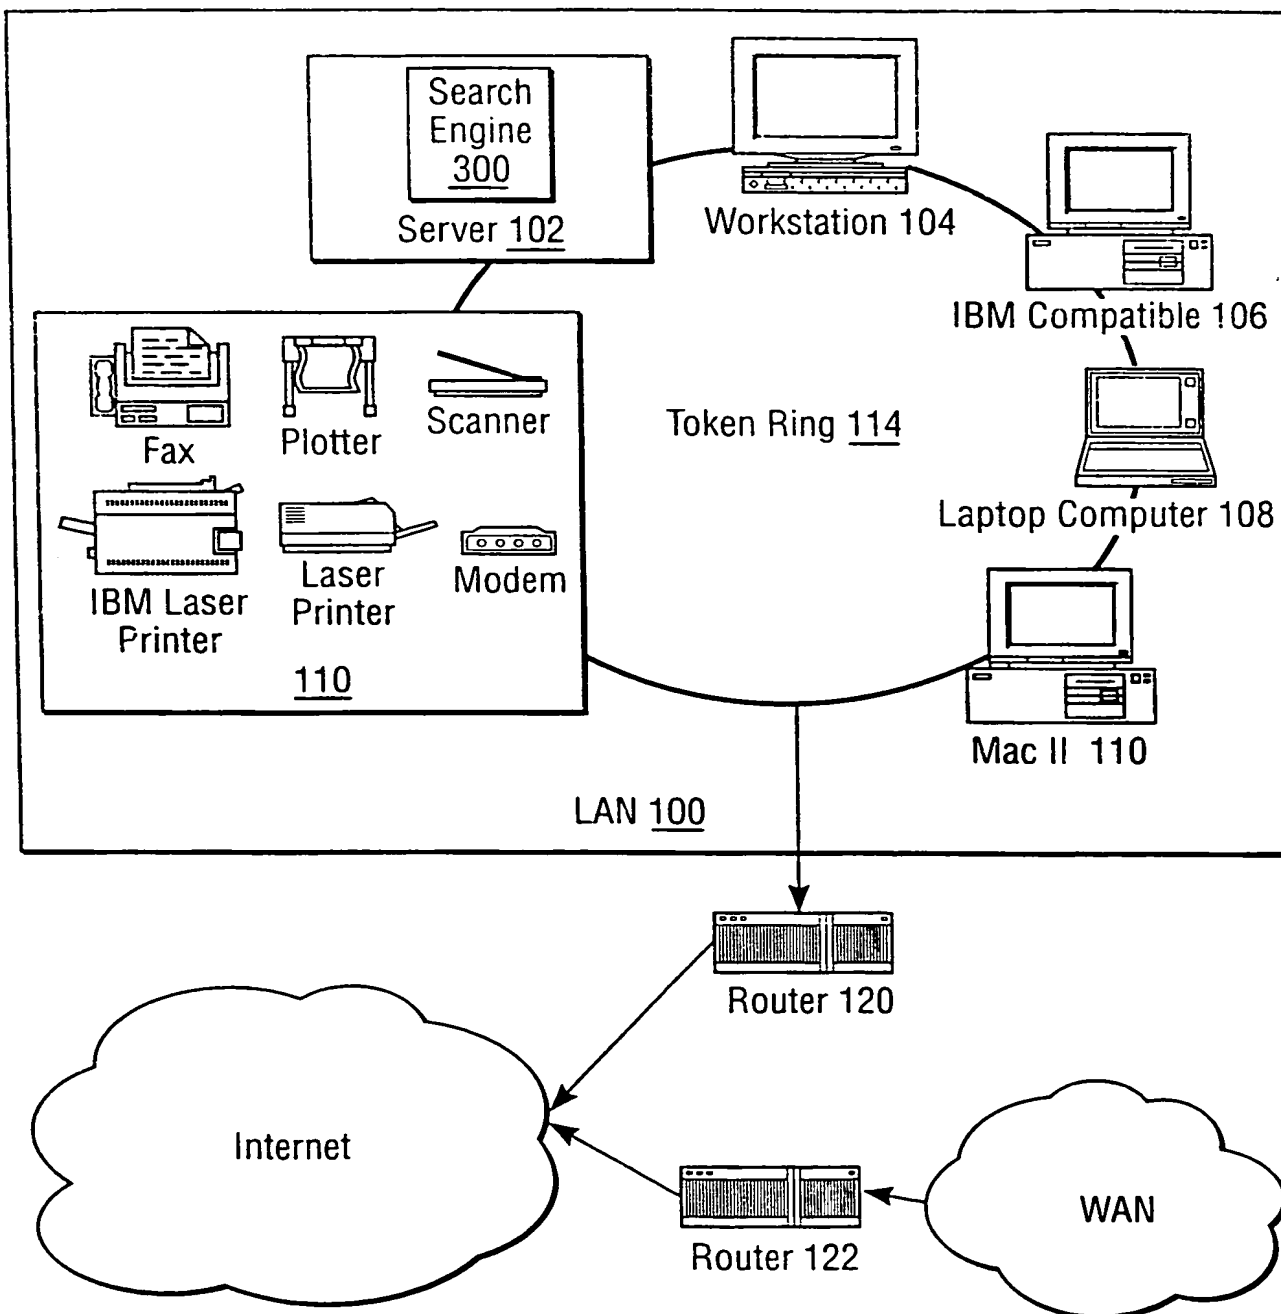 Search
Engine
300
Server 102
Workstation 104
IBM Compatible 106
Fax
Plotter
Scanner
Token Ring 114
Laptop Computer 108
IBM Laser
Printer
Laser
Printer
Modem
110
Mac II 110
LAN 100
Router 120
Internet
Router 122
WAN